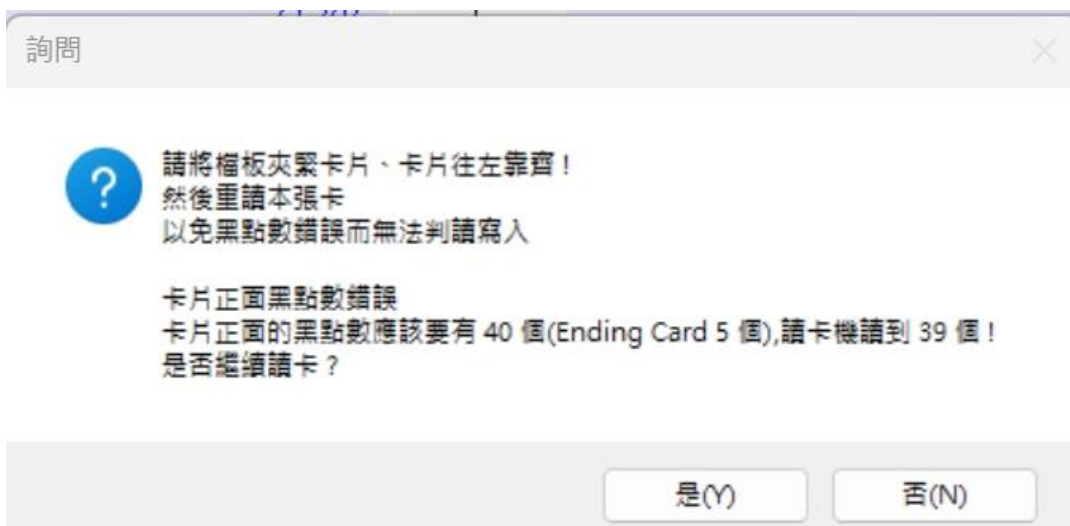 詢問
請將檔板夾緊卡片、卡片往左靠齊！
然後重讀本張卡
以免黑點數錯誤而無法判讀寫入
卡片正面黑點數錯誤
卡片正面的黑點數應該要有 40 個(Ending Card 5 個),讀卡機讀到 39 個！
是否繼續讀卡？
是(Y)
否(N)